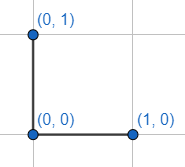 (0, 1)
(0, 0)
(1, 0)